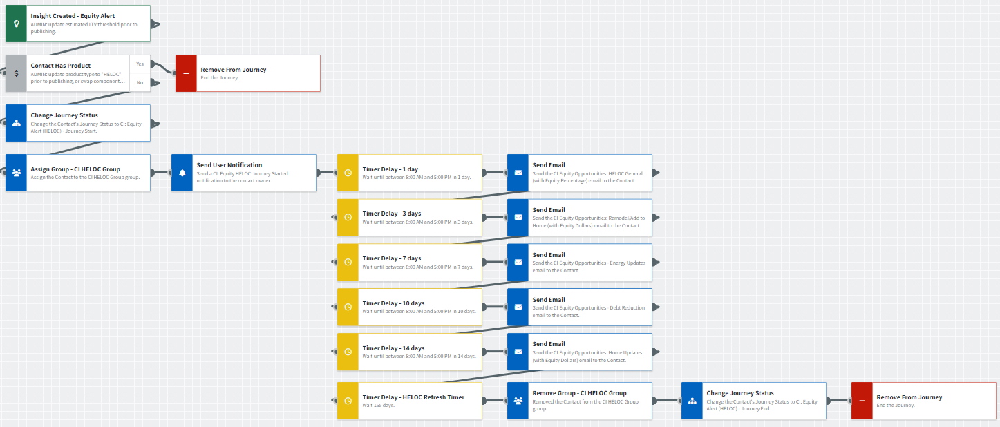 Insight Created - Equity Alert
ADMIN: update estimated LTV threshold prior to
publishing.
Contact Has Product
ADMIN: update product type to "HELOC"
prior to publishing, or swap component...
Yes
No
Remove From Journey
End the Journey.
$
Change Journey Status
Change the Contact's Journey Status to CI: Equity
Alert (HELOC) - Journey Start.
Assign Group - CI HELOC Group
Assign the Contact to the CI HELOC Group group.
Send User Notification
Send a CI: Equity HELOC Journey Started
notification to the contact owner.
Timer Delay - 1 day
Wait until between 8:00 AM and 5:00 PM in 1 day.
Send Email
Send the CI Equity Opportunities: HELOC General
(with Equity Percentage) email to the Contact.
Timer Delay - 3 days
Wait until between 8:00 AM and 5:00 PM in 3 days.
Send Email
Send the CI Equity Opportunities: Remodel/Add to
Home (with Equity Dollars) email to the Contact.
Timer Delay - 7 days
Wait until between 8:00 AM and 5:00 PM in 7 days.
Send Email
Send the CI Equity Opportunities - Energy Updates
email to the Contact.
Timer Delay - 10 days
Wait until between 8:00 AM and 5:00 PM in 10 days.
Send Email
Send the CI Equity Opportunities - Debt Reduction
email to the Contact.
Timer Delay - 14 days
Wait until between 8:00 AM and 5:00 PM in 14 days.
Send Email
Send the CI Equity Opportunities: Home Updates
(with Equity Dollars) email to the Contact.
Timer Delay - HELOC Refresh Timer
Wait 155 days.
Remove Group - CI HELOC Group
Removed the Contact from the CI HELOC Group
group.
Change Journey Status
Change the Contact's Journey Status to CI: Equity
Alert (HELOC) - Journey End.
Remove From Journey
End the Journey.